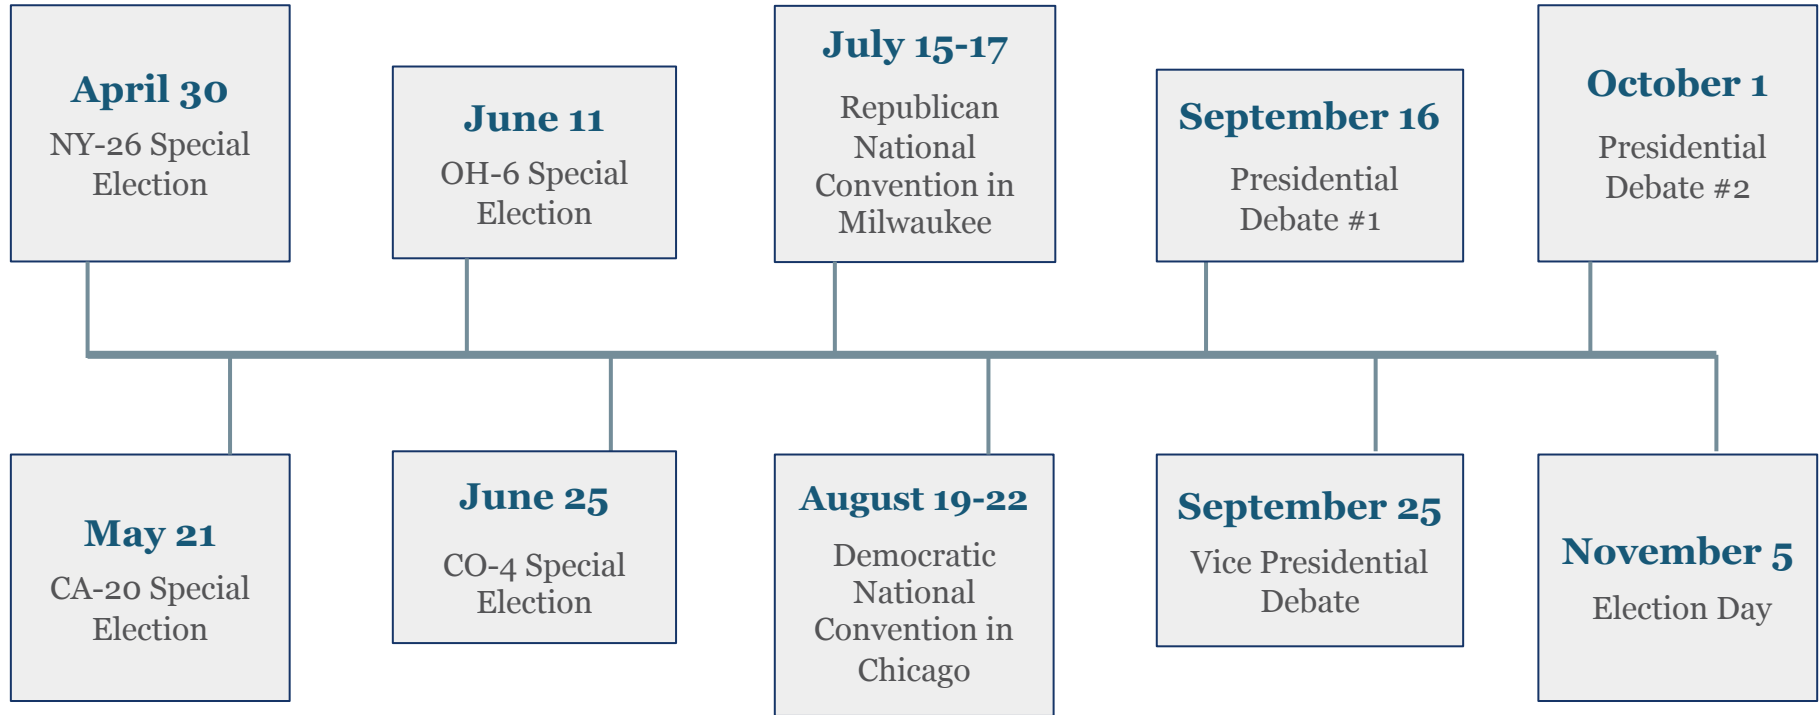 April 30
NY-26 Special
Election
June 11
OH-6 Special
Election
July 15-17
Republican
National
Convention in
Milwaukee
September 16
Presidential
Debate #1
October 1
Presidential
Debate #2
May 21
CA-20 Special
Election
June 25
CO-4 Special
Election
August 19-22
Democratic
National
Convention in
Chicago
September 25
Vice Presidential
Debate
November 5
Election Day